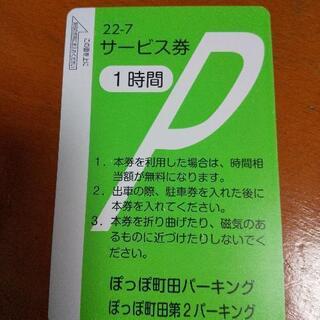 22-7
サービス券
1時間
P
1. 本券を利用した場合は、時間相
当額が無料になります。
2. 出車の際、駐車券を入れた後に
本券を入れてください。
3. 本券を折り曲げたり、磁気のあ
るものに近づけたりしないでく
ださい。
ぽっぽ町田パーキング
ぽっぽ町田第2パーキング